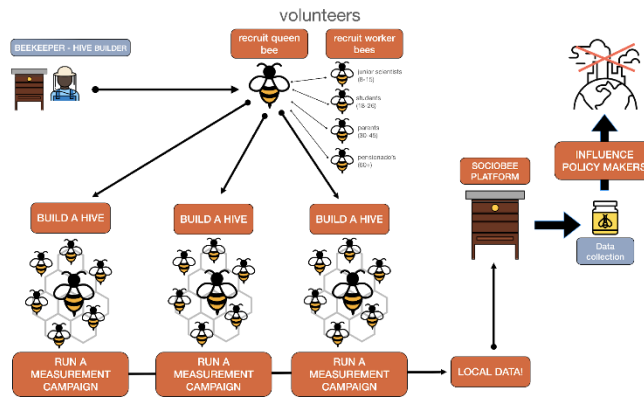 volunteers
BEEKEEPER - HIVE BUILDER
recruit queen
bee
recruit worker
bees
junior scientists
(8-15)
students
(18-26)
parents
(30-45)
pensionado's
(60+)
BUILD A HIVE
BUILD A HIVE
BUILD A HIVE
SOCIOBEE
PLATFORM
INFLUENCE
POLICY MAKERS
Data
collection
RUN A
MEASUREMENT
CAMPAIGN
RUN A
MEASUREMENT
CAMPAIGN
RUN A
MEASUREMENT
CAMPAIGN
LOCAL DATA!